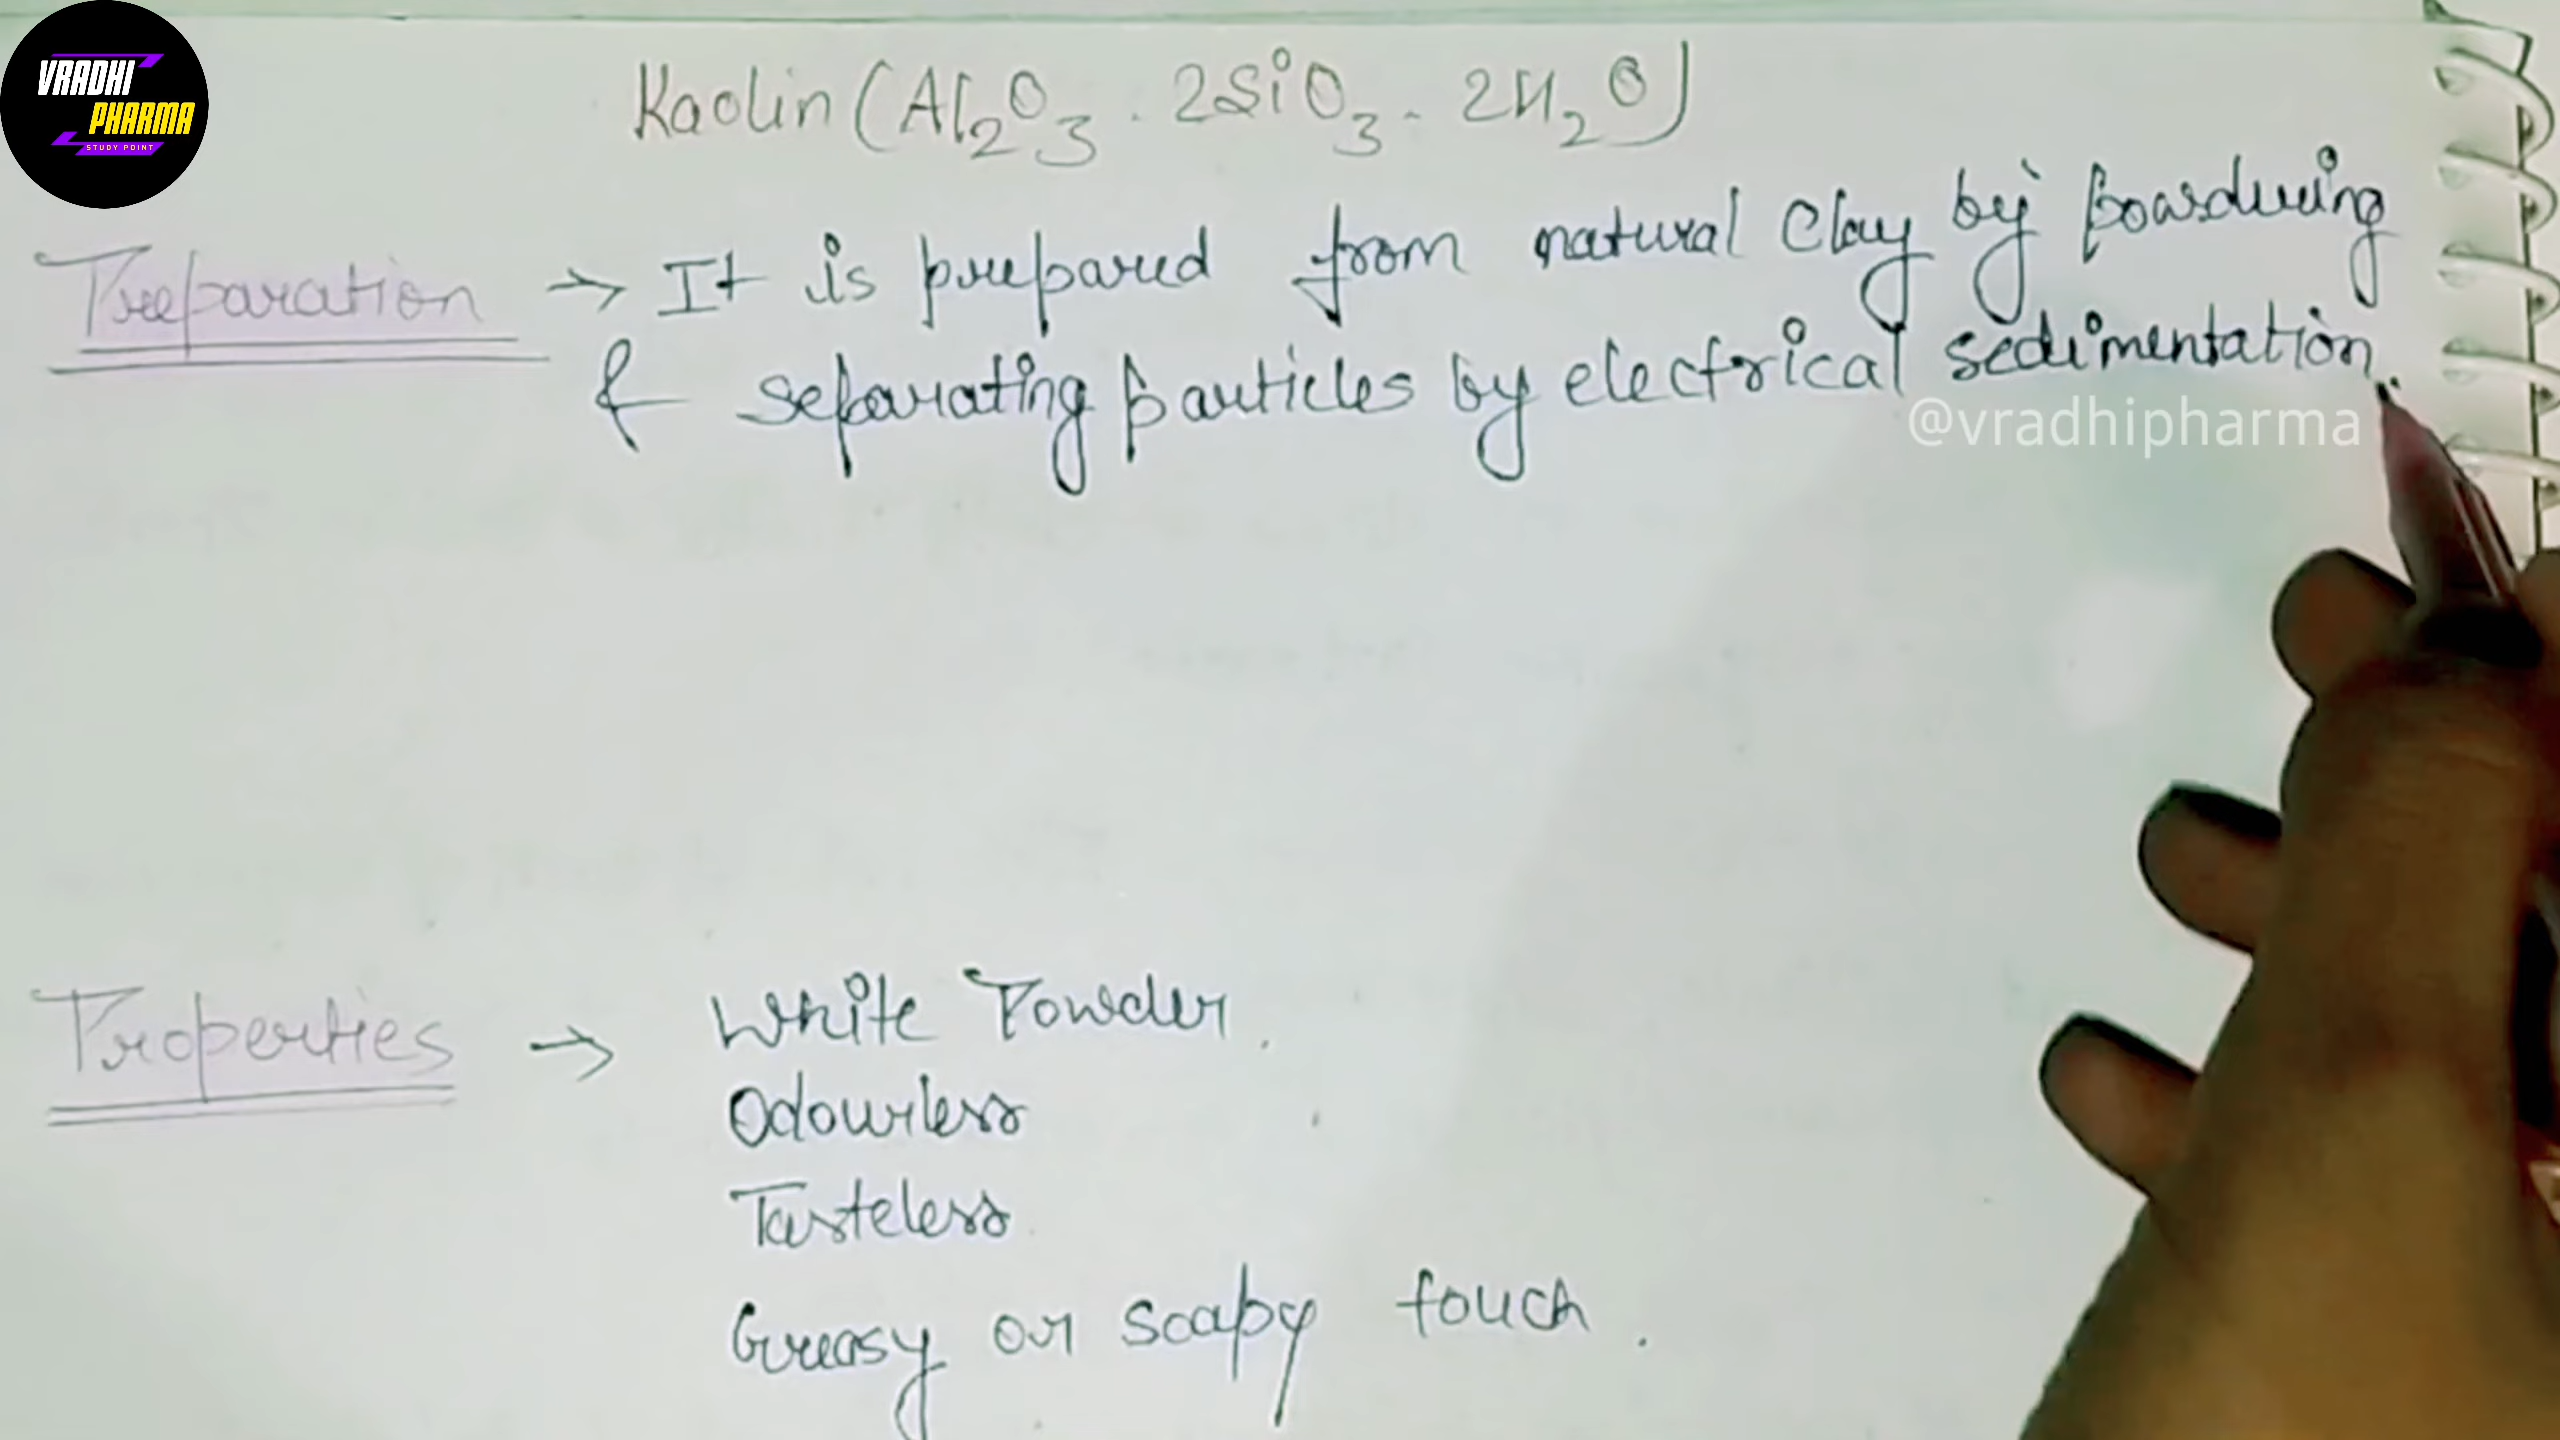 VRADHI
PHARMA
STUDY POINT
Kaolin (Al₂O₃ . 2SiO₃ . 2H₂O)
Preparation → It is prepared from natural clay by
& separating particles by electrical sedimentation.
@vradhipharma
Properties → White Powder.
Odourless
Tasteless
Greasy or soapy touch.